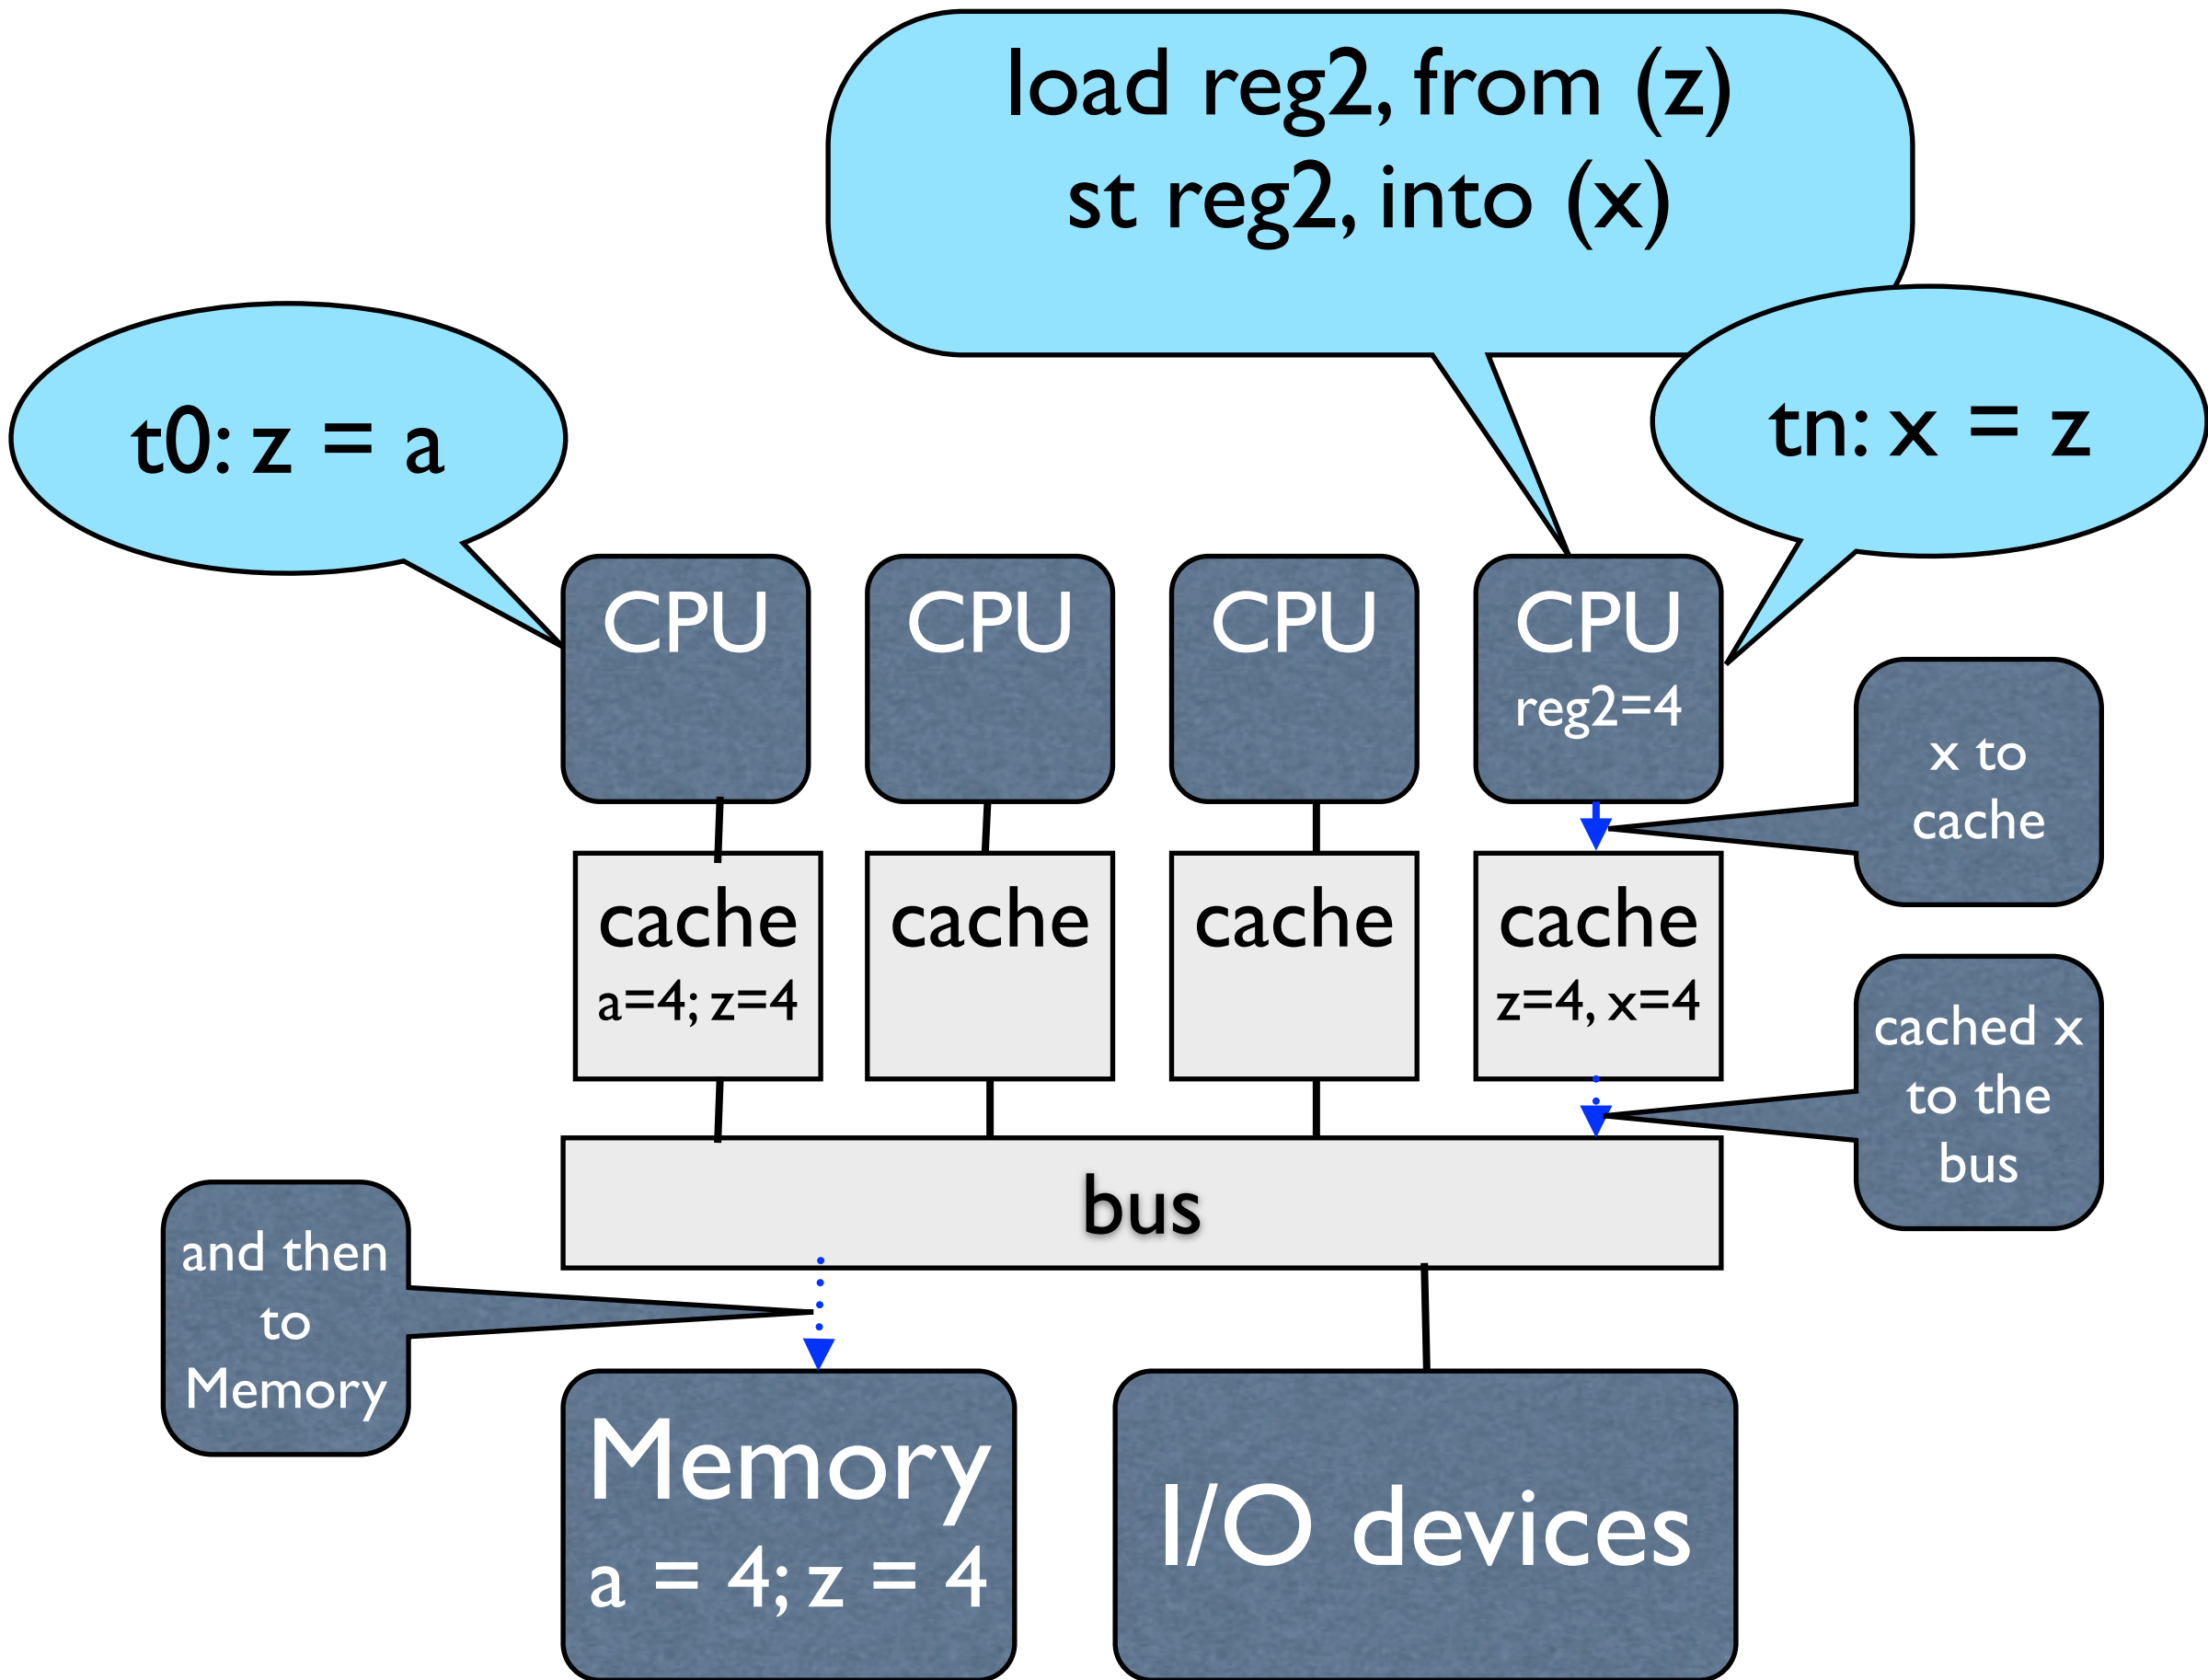 load reg2, from (z)
st reg2, into (x)
t0: z = a
tn: x = z
CPU
CPU
CPU
CPU
reg2=4
x to
cache
cache
a=4; z=4
cache
cache
cache
z=4, x=4
cached x
to the
bus
bus
and then
to
Memory
Memory
a = 4; z = 4
I/O devices